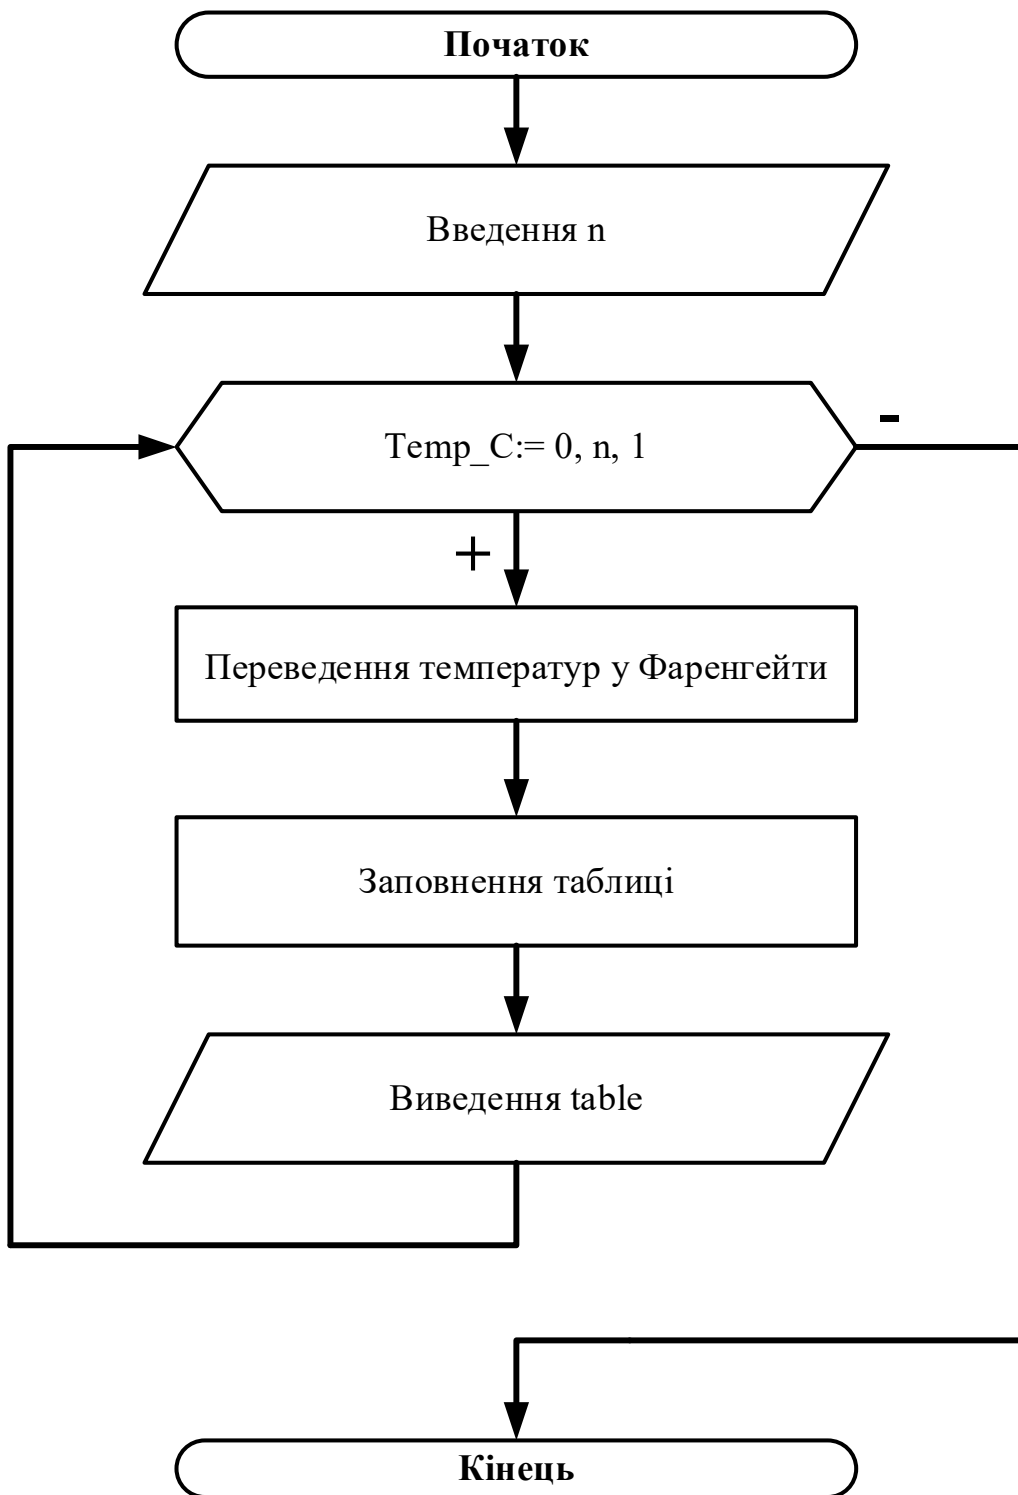 Початок
Введення n
Temp_C:= 0, n, 1
-
+
Переведення температур у Фаренгейти
Заповнення таблиці
Виведення table
Кінець